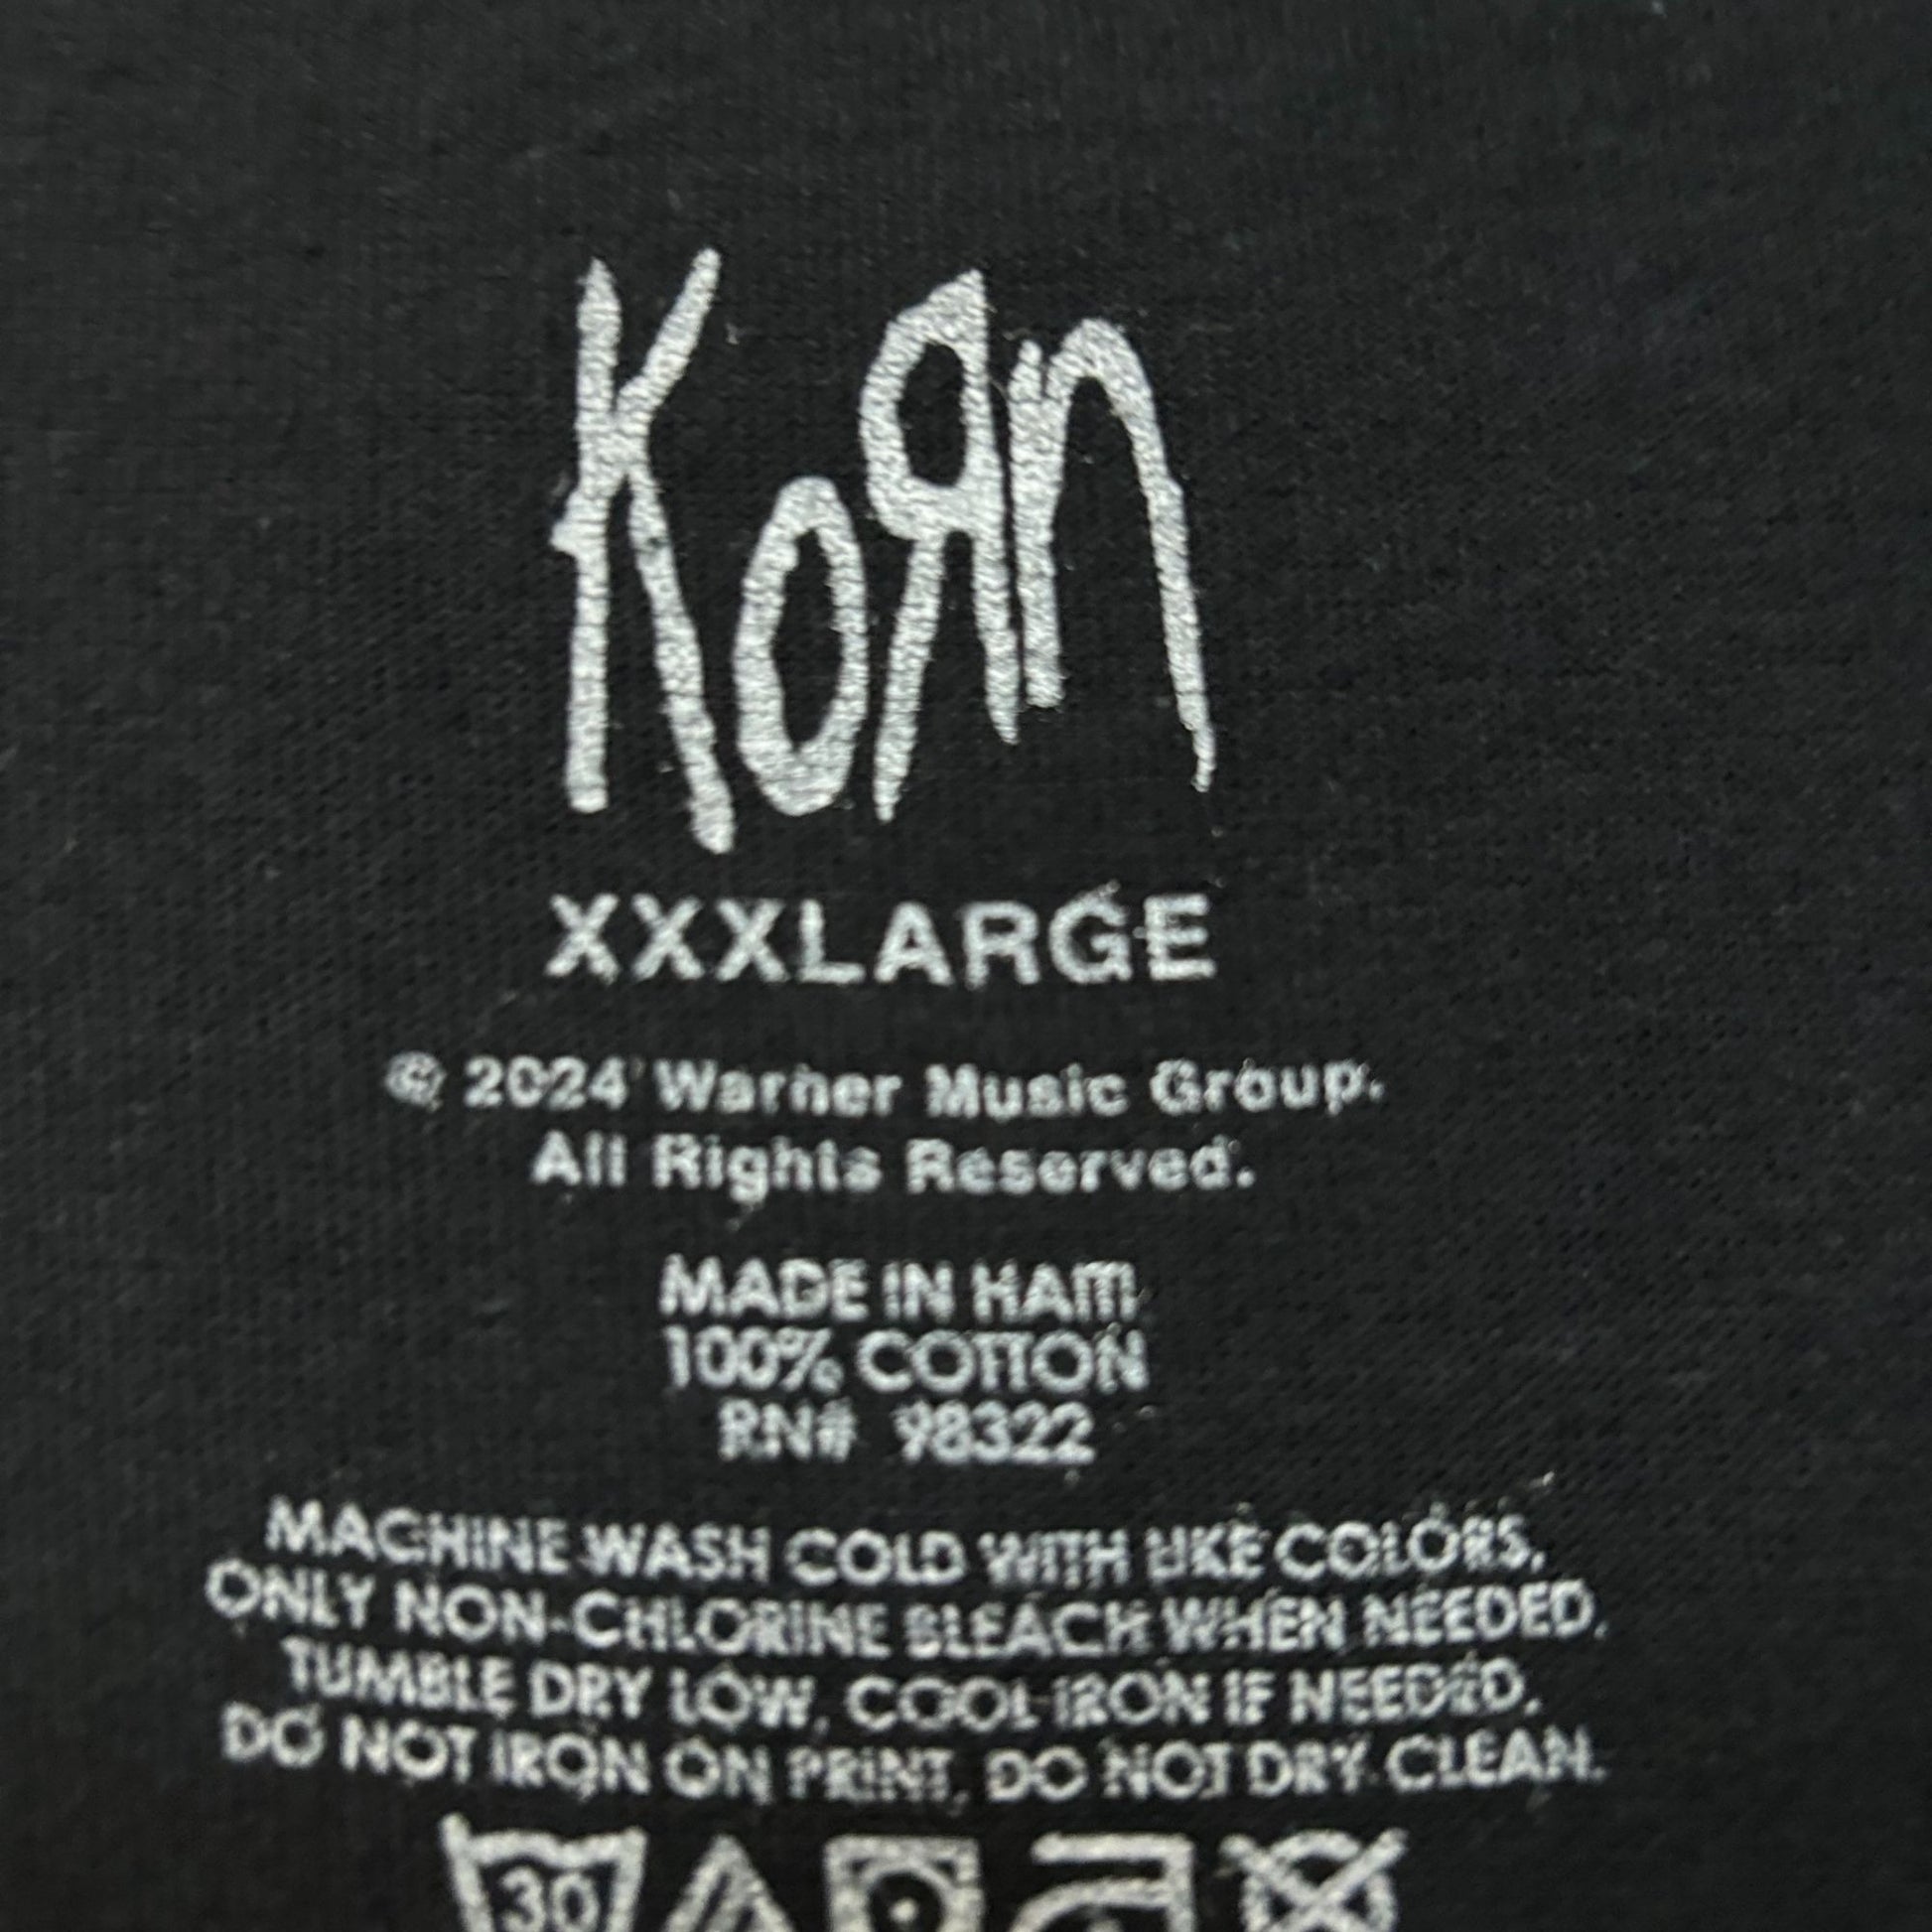 KoЯn
XXXLARGE
© 2024 Warner Music Group.
All Rights Reserved.
MADE IN HAITI
100% COTTON
RN# 98322
MACHINE WASH COLD WITH LIKE COLORS.
ONLY NON-CHLORINE BLEACH WHEN NEEDED.
TUMBLE DRY LOW, COOL IRON IF NEEDED.
DO NOT IRON ON PRINT, DO NOT DRY CLEAN.
30